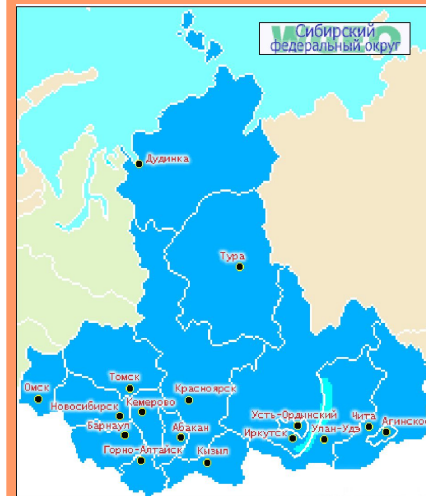 Сибирский
федеральный округ
Дудинка
Тура
Томск
Омск
Красноярск
Кемерово
Новосибирск
Усть-Ордынский
Чита
Барнаул
Абакан
Иркутск
Улан-Удэ
Агинское
Горно-Алтайск
Кызыл